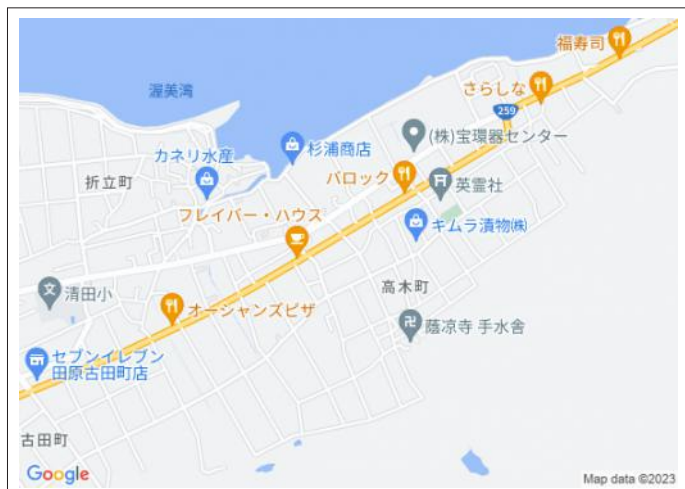 福寿司
さらしな
渥美湾
259
(株)宝環器センター
杉浦商店
カネリ水産
バロック
折立町
英霊社
フレイバー・ハウス
キムラ漬物㈱
高木町
清田小
オーシャンズピザ
蔭凉寺 手水舎
セブンイレブン
田原古田町店
古田町
Google
Map data ©2023